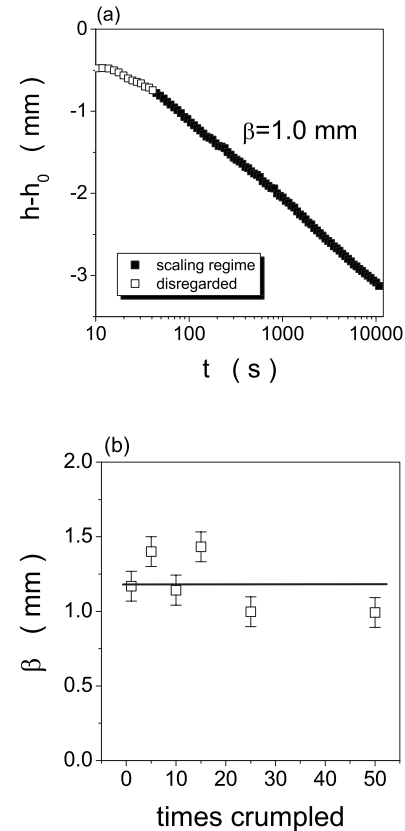 (a)
0
-1
-2
-3
h-h0 ( mm )
β=1.0 mm
scaling regime
disregarded
10 100 1000 10000
t ( s )
(b)
2.0
1.5
1.0
0.5
0.0
β ( mm )
0 10 20 30 40 50
times crumpled